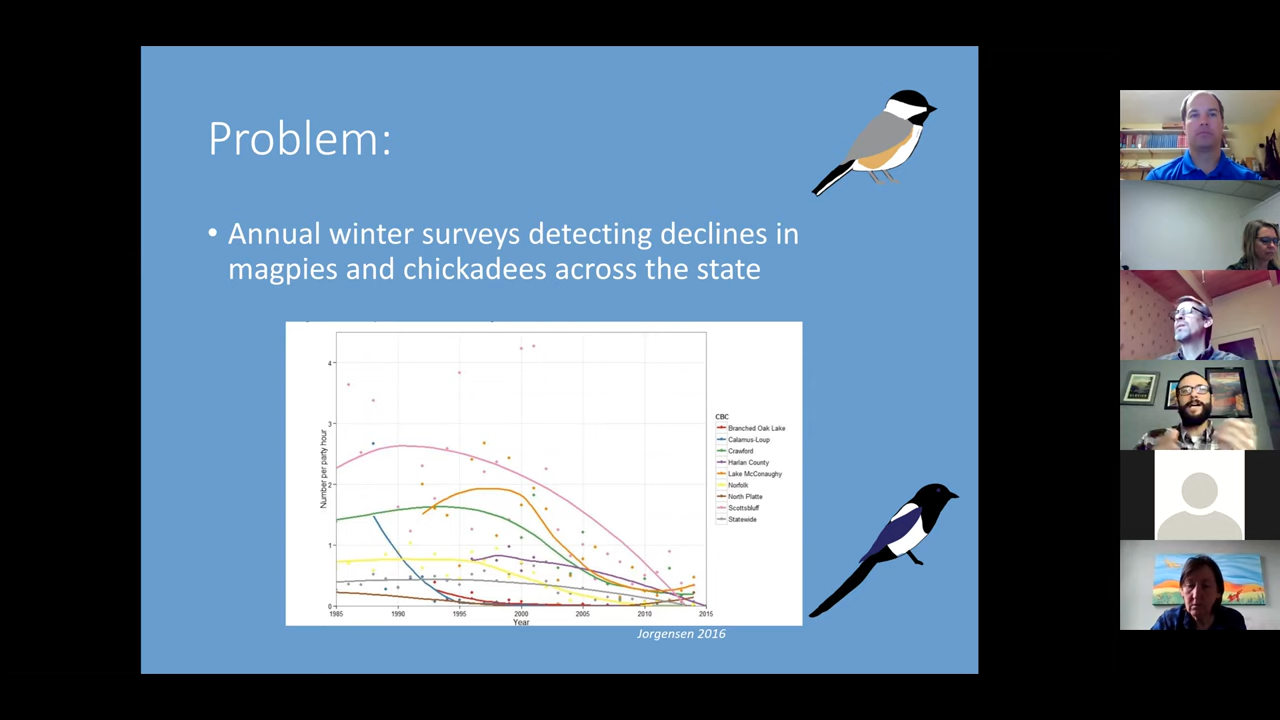 Problem:
• Annual winter surveys detecting declines in
magpies and chickadees across the state
4
3
2
1
0
Number per party hour
1985 1990 1995 2000 2005 2010 2015
Year
CBC
Branched Oak Lake
Calamus-Loup
Crawford
Harlan County
Lake McConaughy
Norfolk
North Platte
Scottsbluff
Statewide
Jorgensen 2016